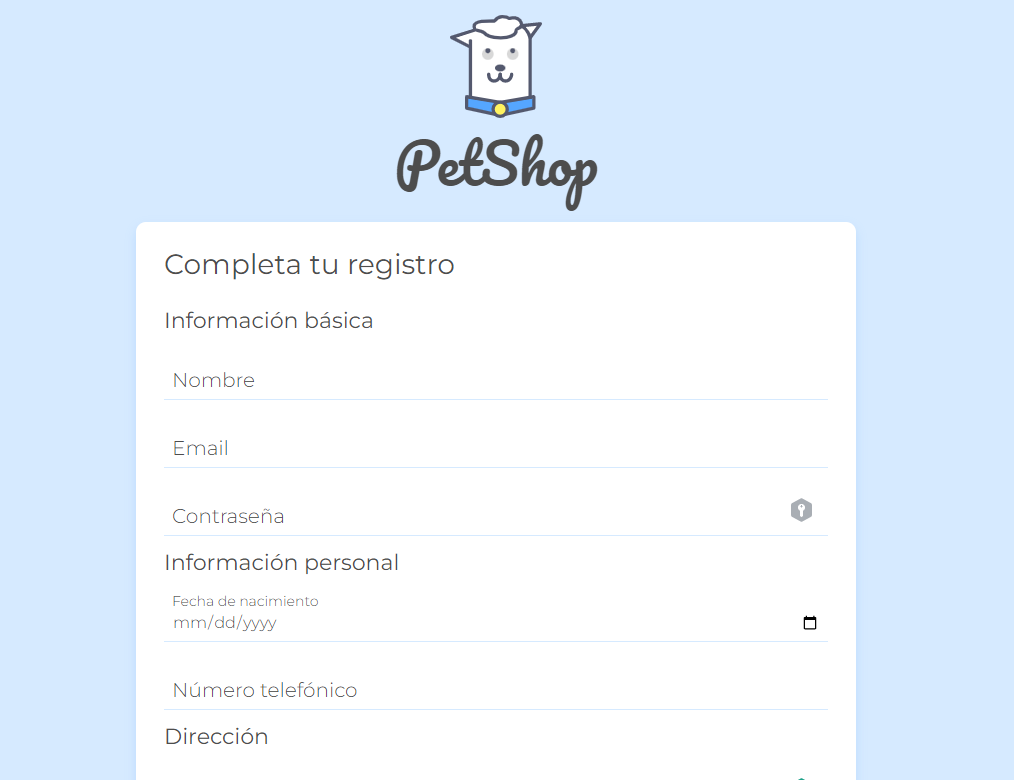 PetShop
Completa tu registro
Información básica
Nombre
Email
Contraseña
Información personal
Fecha de nacimiento
mm/dd/yyyy
Número telefónico
Dirección